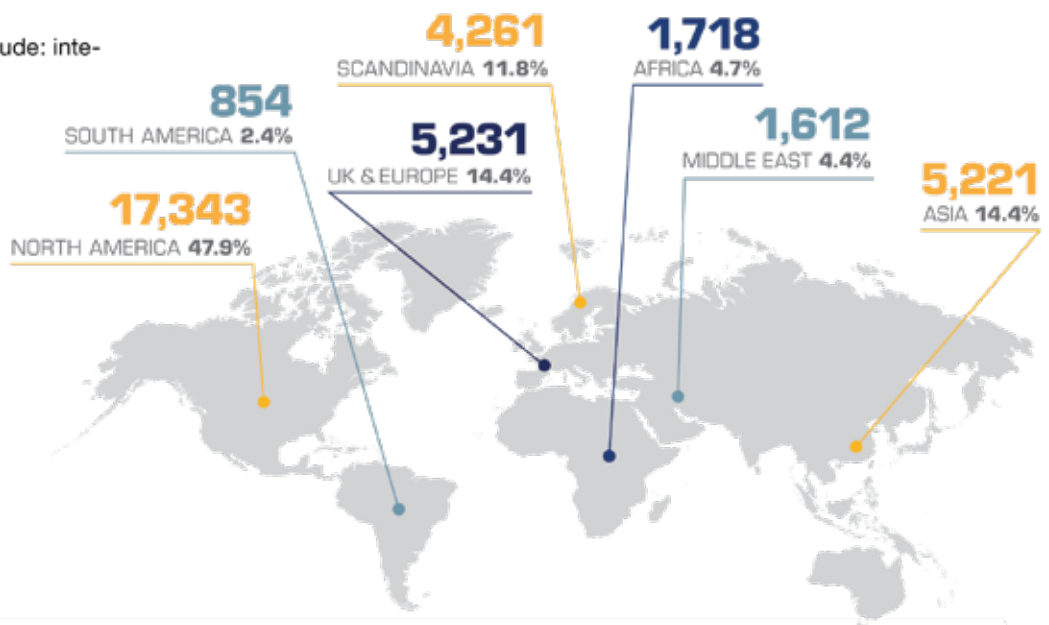 ude: inte-
4,261
SCANDINAVIA 11.8%
1,718
AFRICA 4.7%
854
SOUTH AMERICA 2.4%
5,231
UK & EUROPE 14.4%
1,612
MIDDLE EAST 4.4%
5,221
ASIA 14.4%
17,343
NORTH AMERICA 47.9%